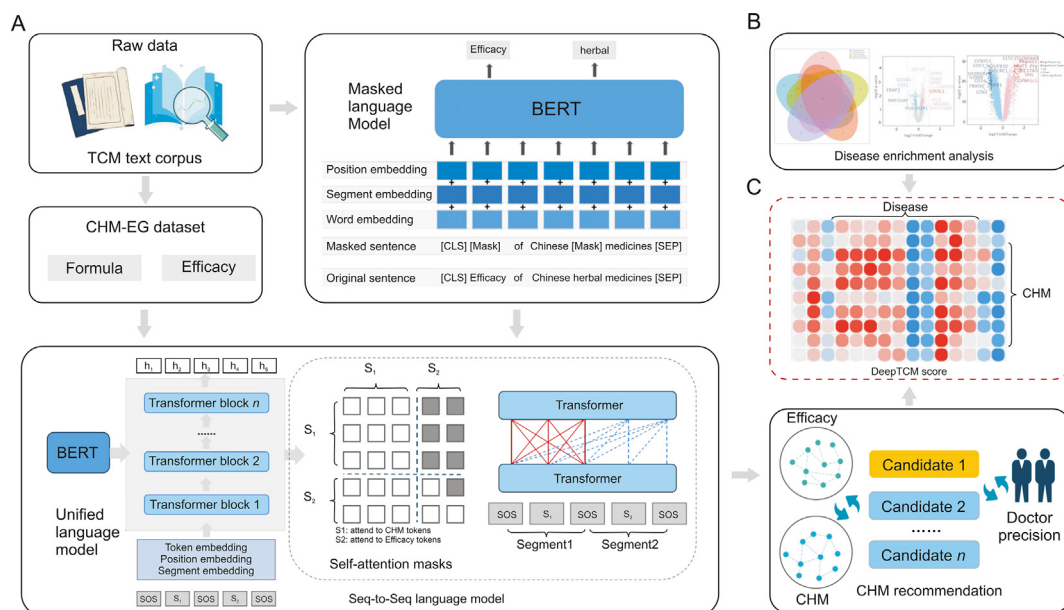 A
Raw data
TCM text corpus
CHM-EG dataset
Formula
Efficacy
Masked
language
Model
Efficacy
herbal
BERT
Position embedding
+ + + + + + +
Segment embedding
+ + + + + + +
Word embedding
Masked sentence [CLS] [Mask] of Chinese [Mask] medicines [SEP]
Original sentence [CLS] Efficacy of Chinese herbal medicines [SEP]
BERT
Unified
language
model
h₁ h₂ h₃ h₄ h₅
Transformer block n
......
Transformer block 2
Transformer block 1
Token embedding
Position embedding
Segment embedding
SOS S₁ SOS S₂ SOS
S₁ S₂
S₁
S₂
S1: attend to CHM tokens
S2: attend to Efficacy tokens
Self-attention masks
Transformer
Transformer
SOS S₁ SOS S₂ SOS
Segment1 Segment2
Seq-to-Seq language model
B
log2 FoldChange
log2 FoldChange
Disease enrichment analysis
C
Disease
CHM
DeepTCM score
Efficacy
CHM
Candidate 1
Candidate 2
......
Candidate n
CHM recommendation
Doctor
precision